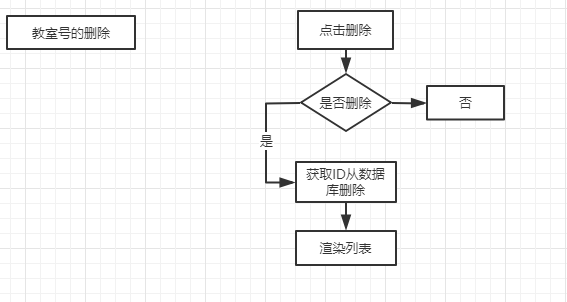 教室号的删除
点击删除
是否删除
否
是
获取ID从数据
库删除
渲染列表